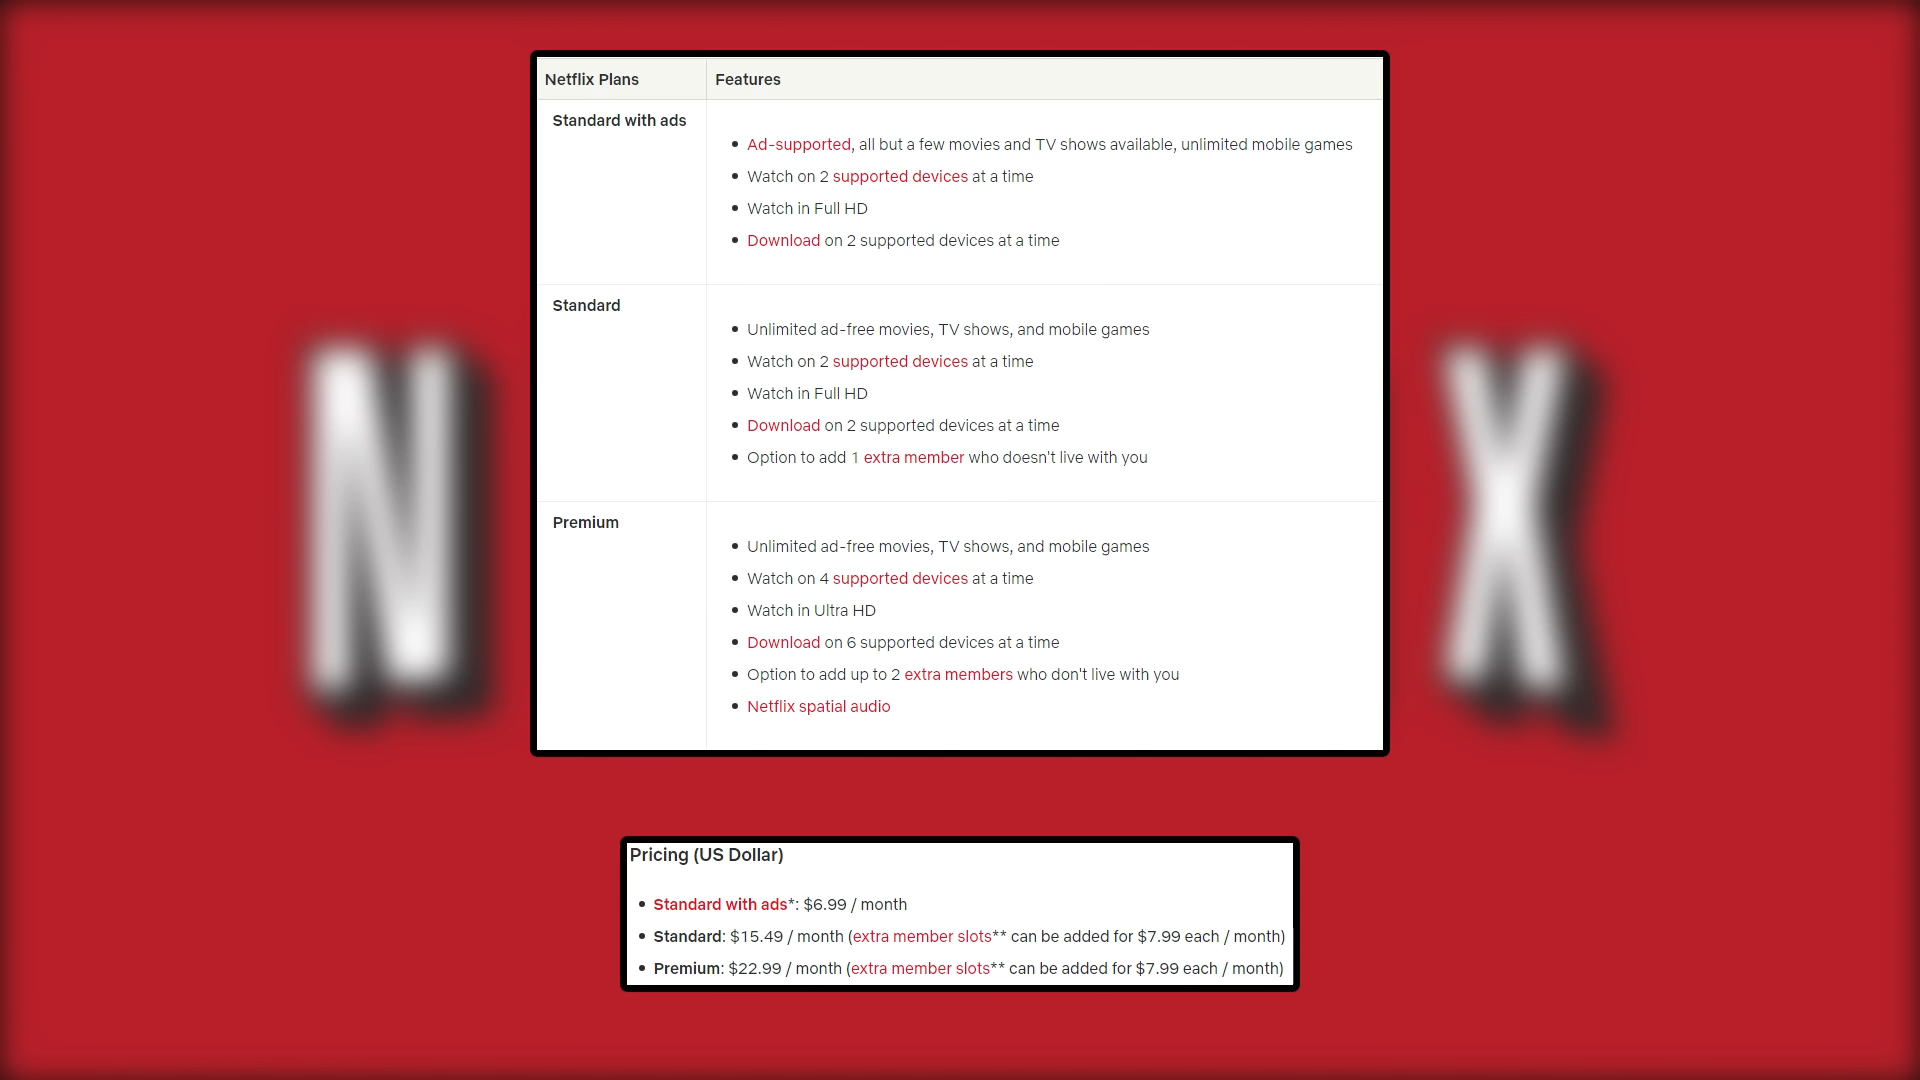 Netflix Plans Features
Standard with ads
Ad-supported, all but a few movies and TV shows available, unlimited mobile games
Watch on 2 supported devices at a time
Watch in Full HD
Download on 2 supported devices at a time
Standard
Unlimited ad-free movies, TV shows, and mobile games
Watch on 2 supported devices at a time
Watch in Full HD
Download on 2 supported devices at a time
Option to add 1 extra member who doesn't live with you
Premium
Unlimited ad-free movies, TV shows, and mobile games
Watch on 4 supported devices at a time
Watch in Ultra HD
Download on 6 supported devices at a time
Option to add up to 2 extra members who don't live with you
Netflix spatial audio
N X
Pricing (US Dollar)
Standard with ads*: $6.99 / month
Standard: $15.49 / month (extra member slots** can be added for $7.99 each / month)
Premium: $22.99 / month (extra member slots** can be added for $7.99 each / month)